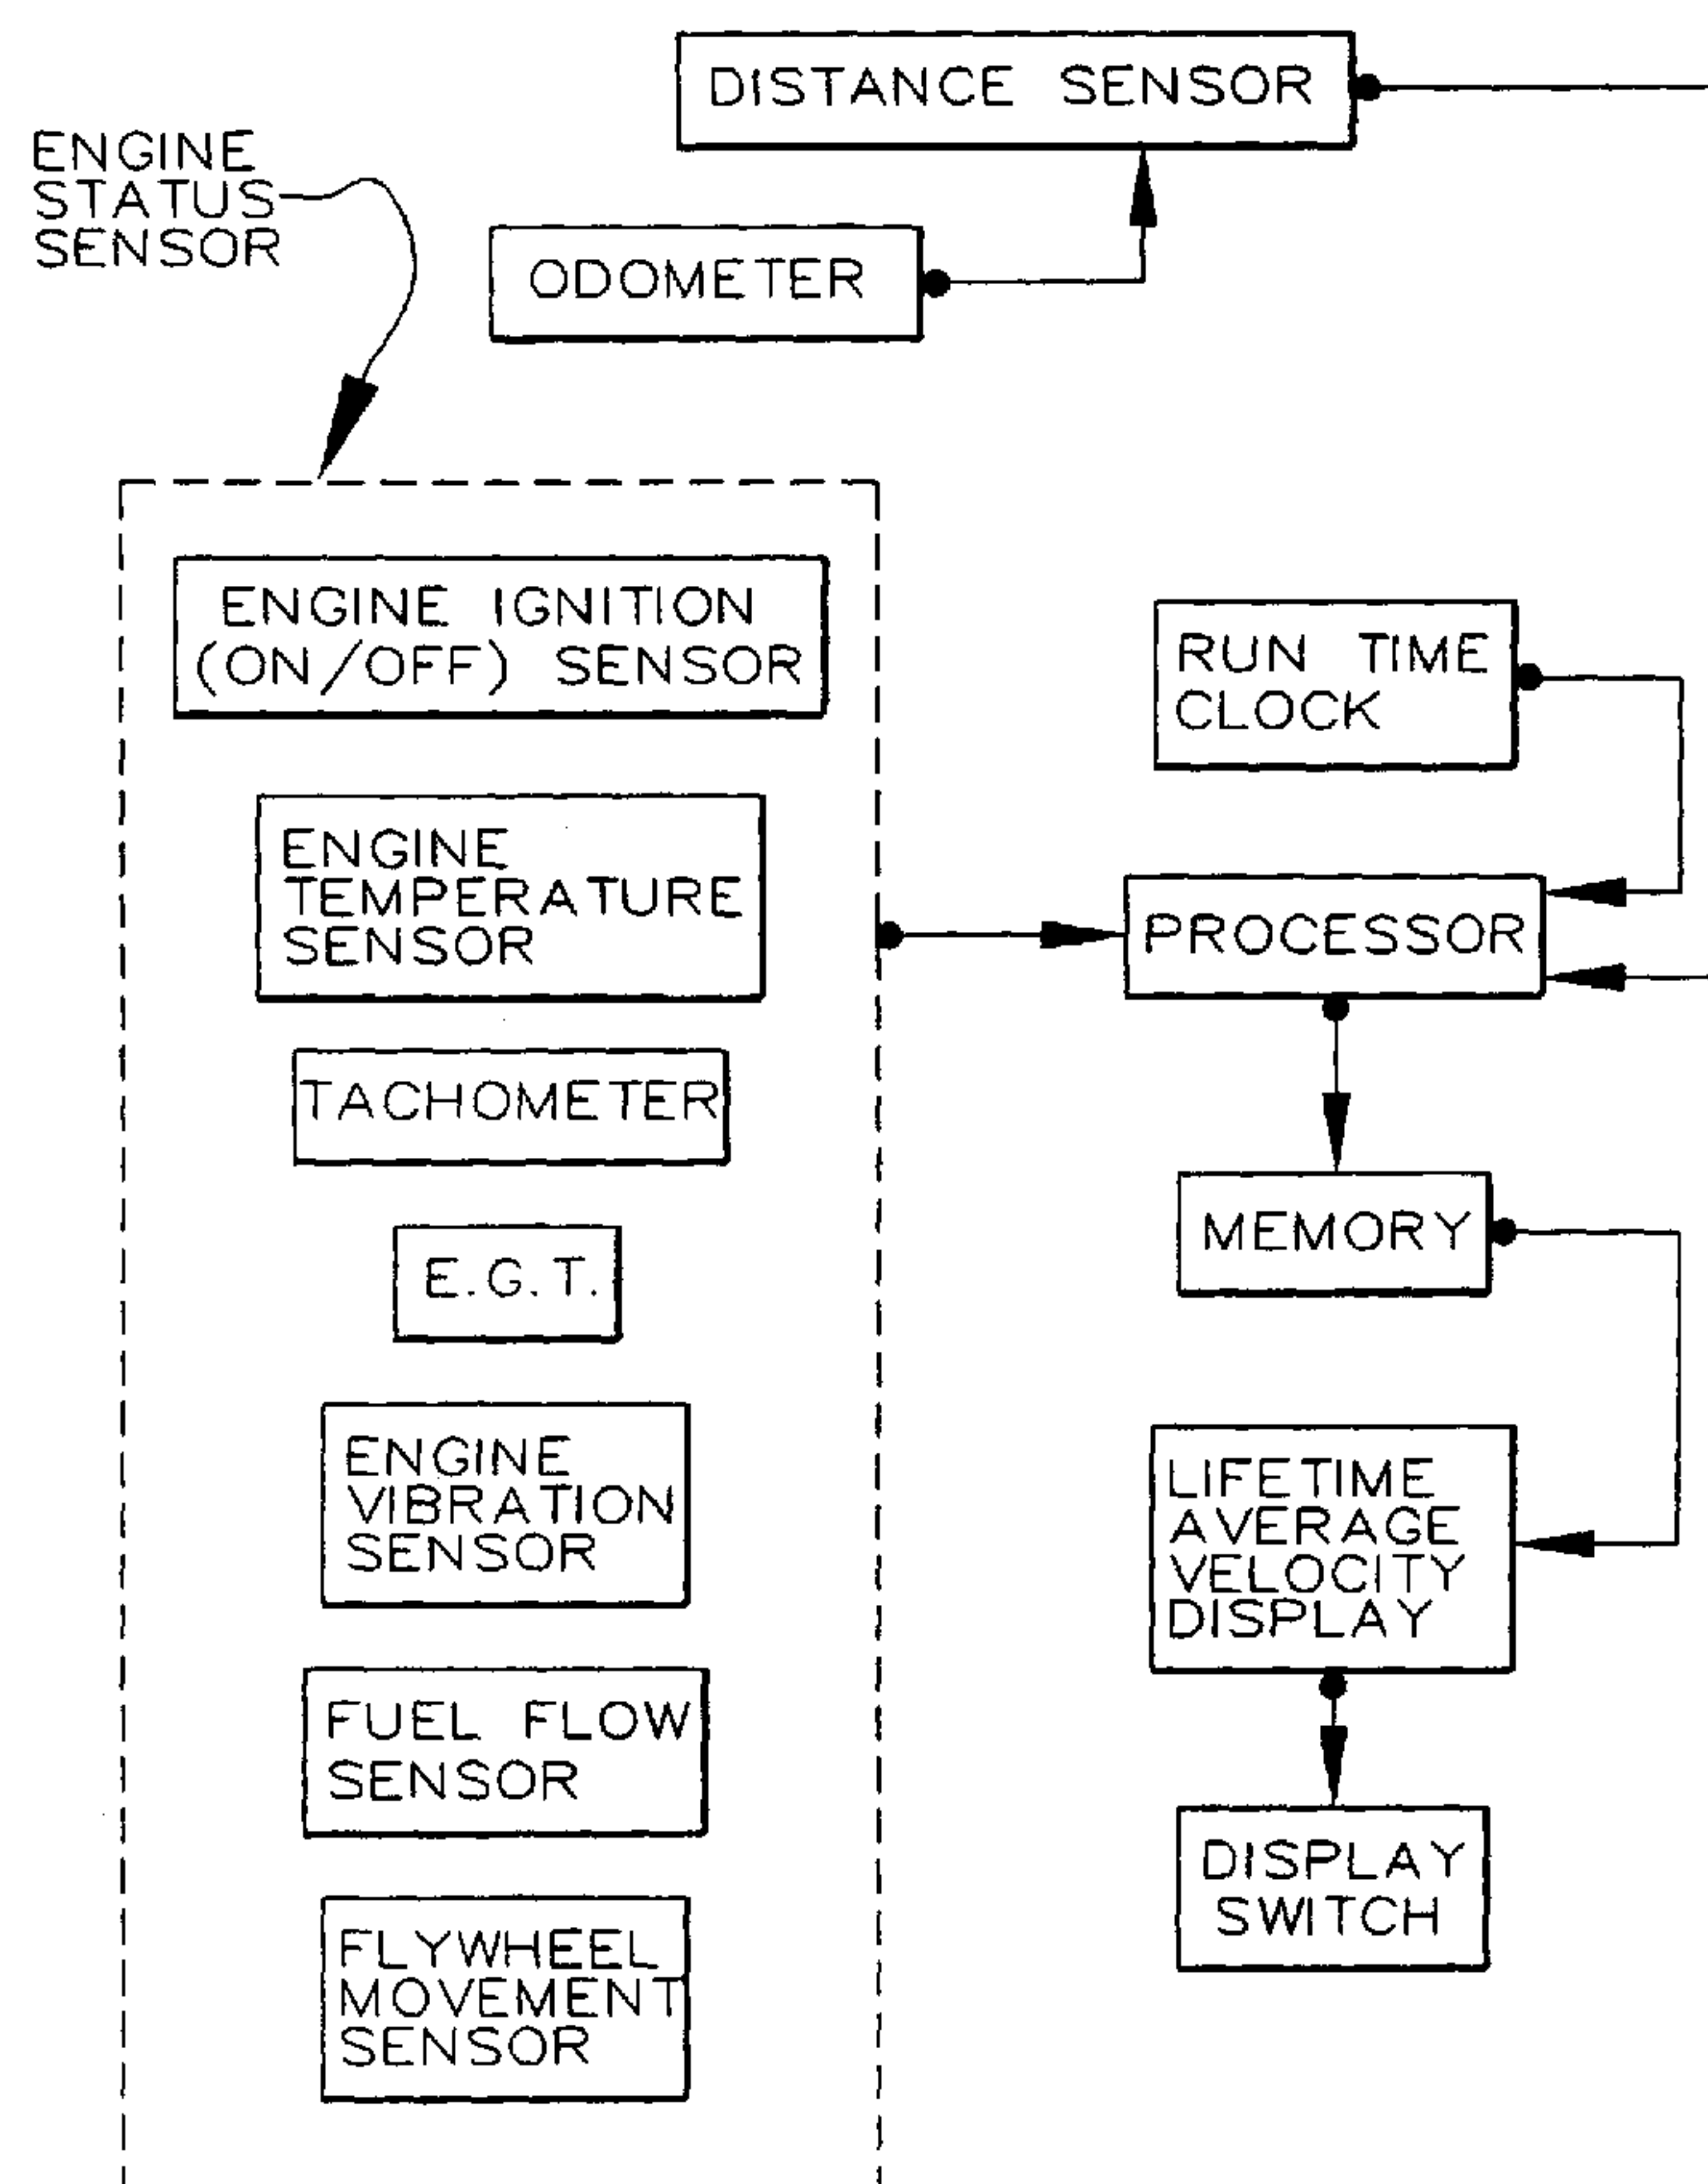 DISTANCE SENSOR
ENGINE
STATUS
SENSOR
ODOMETER
ENGINE IGNITION
(ON/OFF) SENSOR
RUN TIME
CLOCK
ENGINE
TEMPERATURE
SENSOR
PROCESSOR
TACHOMETER
MEMORY
E.G.T.
ENGINE
VIBRATION
SENSOR
LIFETIME
AVERAGE
VELOCITY
DISPLAY
FUEL FLOW
SENSOR
DISPLAY
SWITCH
FLYWHEEL
MOVEMENT
SENSOR